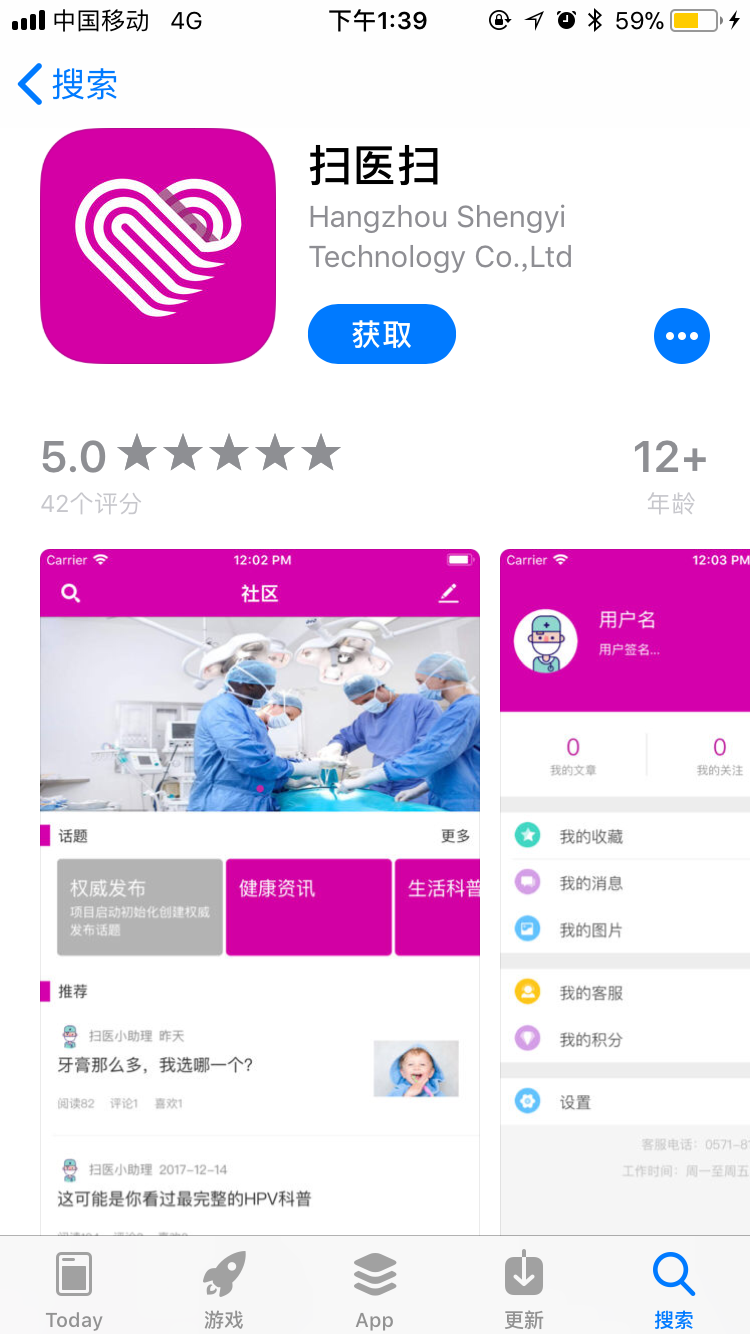 中国移动 4G 下午1:39 59%
搜索
扫医扫
Hangzhou Shengyi
Technology Co.,Ltd
获取
5.0
12+
42个评分
年龄
Carrier 12:02 PM
社区
话题 更多
权威发布
项目启动初始化创建权威
发布话题
健康资讯
生活科普
推荐
扫医小助理 昨天
牙膏那么多，我选哪一个?
阅读82 评论1 喜欢1
扫医小助理 2017-12-14
这可能是你看过最完整的HPV科普
Carrier 12:03 PM
用户名
用户签名...
0 0
我的文章 我的关注
我的收藏
我的消息
我的图片
我的客服
我的积分
设置
客服电话：0571-8
工作时间：周一至周五
Today 游戏 App 更新 搜索